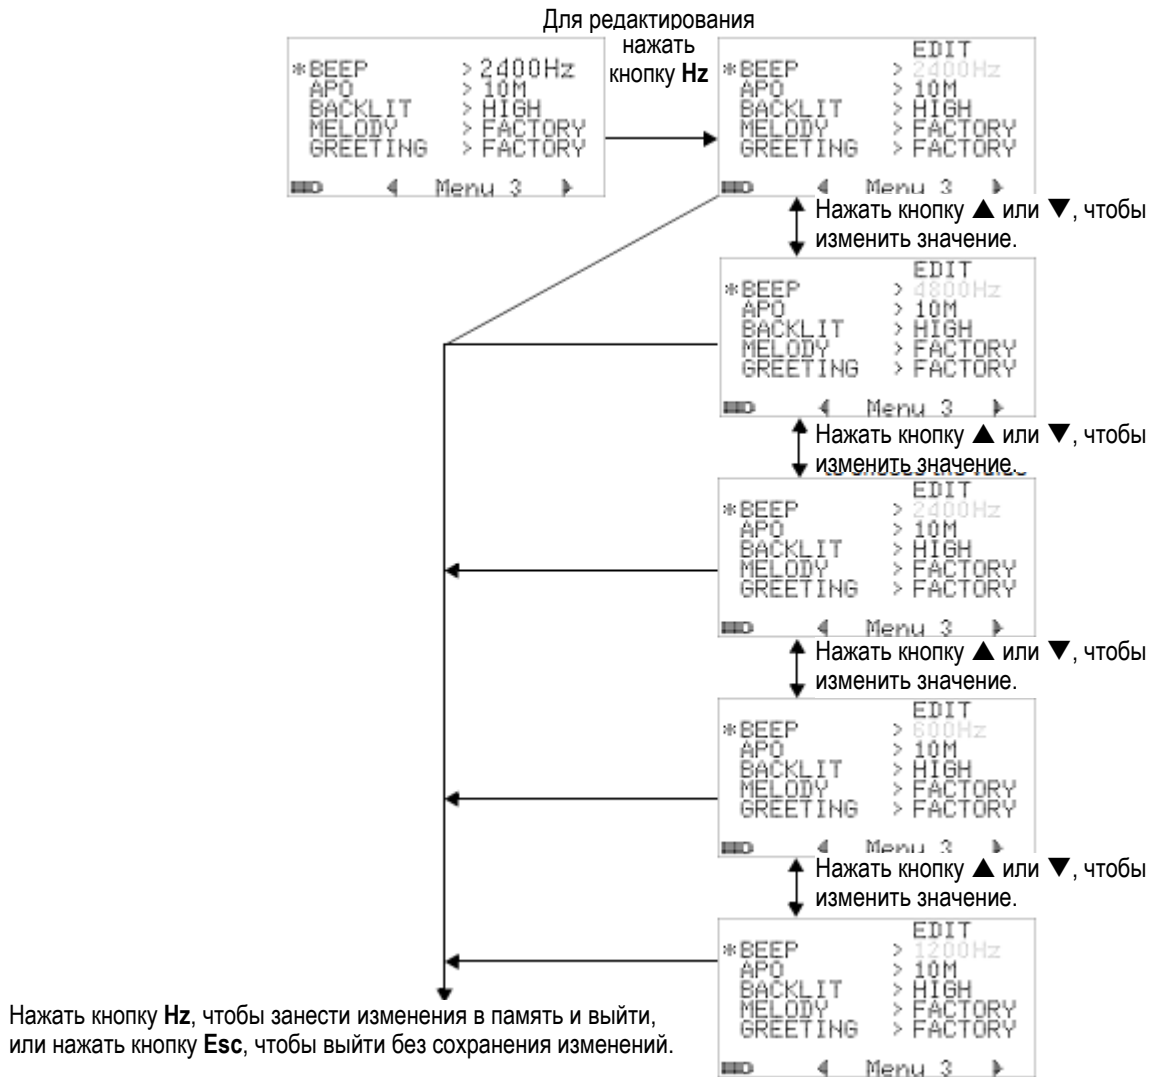 Для редактирования
нажать
кнопку Hz
*BEEP > 2400Hz
APO > 10M
BACKLIT > HIGH
MELODY > FACTORY
GREETING > FACTORY
Menu 3
EDIT
*BEEP > 2400Hz
APO > 10M
BACKLIT > HIGH
MELODY > FACTORY
GREETING > FACTORY
Menu 3
Нажать кнопку ▲ или ▼, чтобы
изменить значение.
EDIT
*BEEP > 4800Hz
APO > 10M
BACKLIT > HIGH
MELODY > FACTORY
GREETING > FACTORY
Menu 3
Нажать кнопку ▲ или ▼, чтобы
изменить значение.
EDIT
*BEEP > 2400Hz
APO > 10M
BACKLIT > HIGH
MELODY > FACTORY
GREETING > FACTORY
Menu 3
Нажать кнопку ▲ или ▼, чтобы
изменить значение.
EDIT
*BEEP > 600Hz
APO > 10M
BACKLIT > HIGH
MELODY > FACTORY
GREETING > FACTORY
Menu 3
Нажать кнопку ▲ или ▼, чтобы
изменить значение.
EDIT
*BEEP > 1200Hz
APO > 10M
BACKLIT > HIGH
MELODY > FACTORY
GREETING > FACTORY
Menu 3
Нажать кнопку Hz, чтобы занести изменения в память и выйти,
или нажать кнопку Esc, чтобы выйти без сохранения изменений.